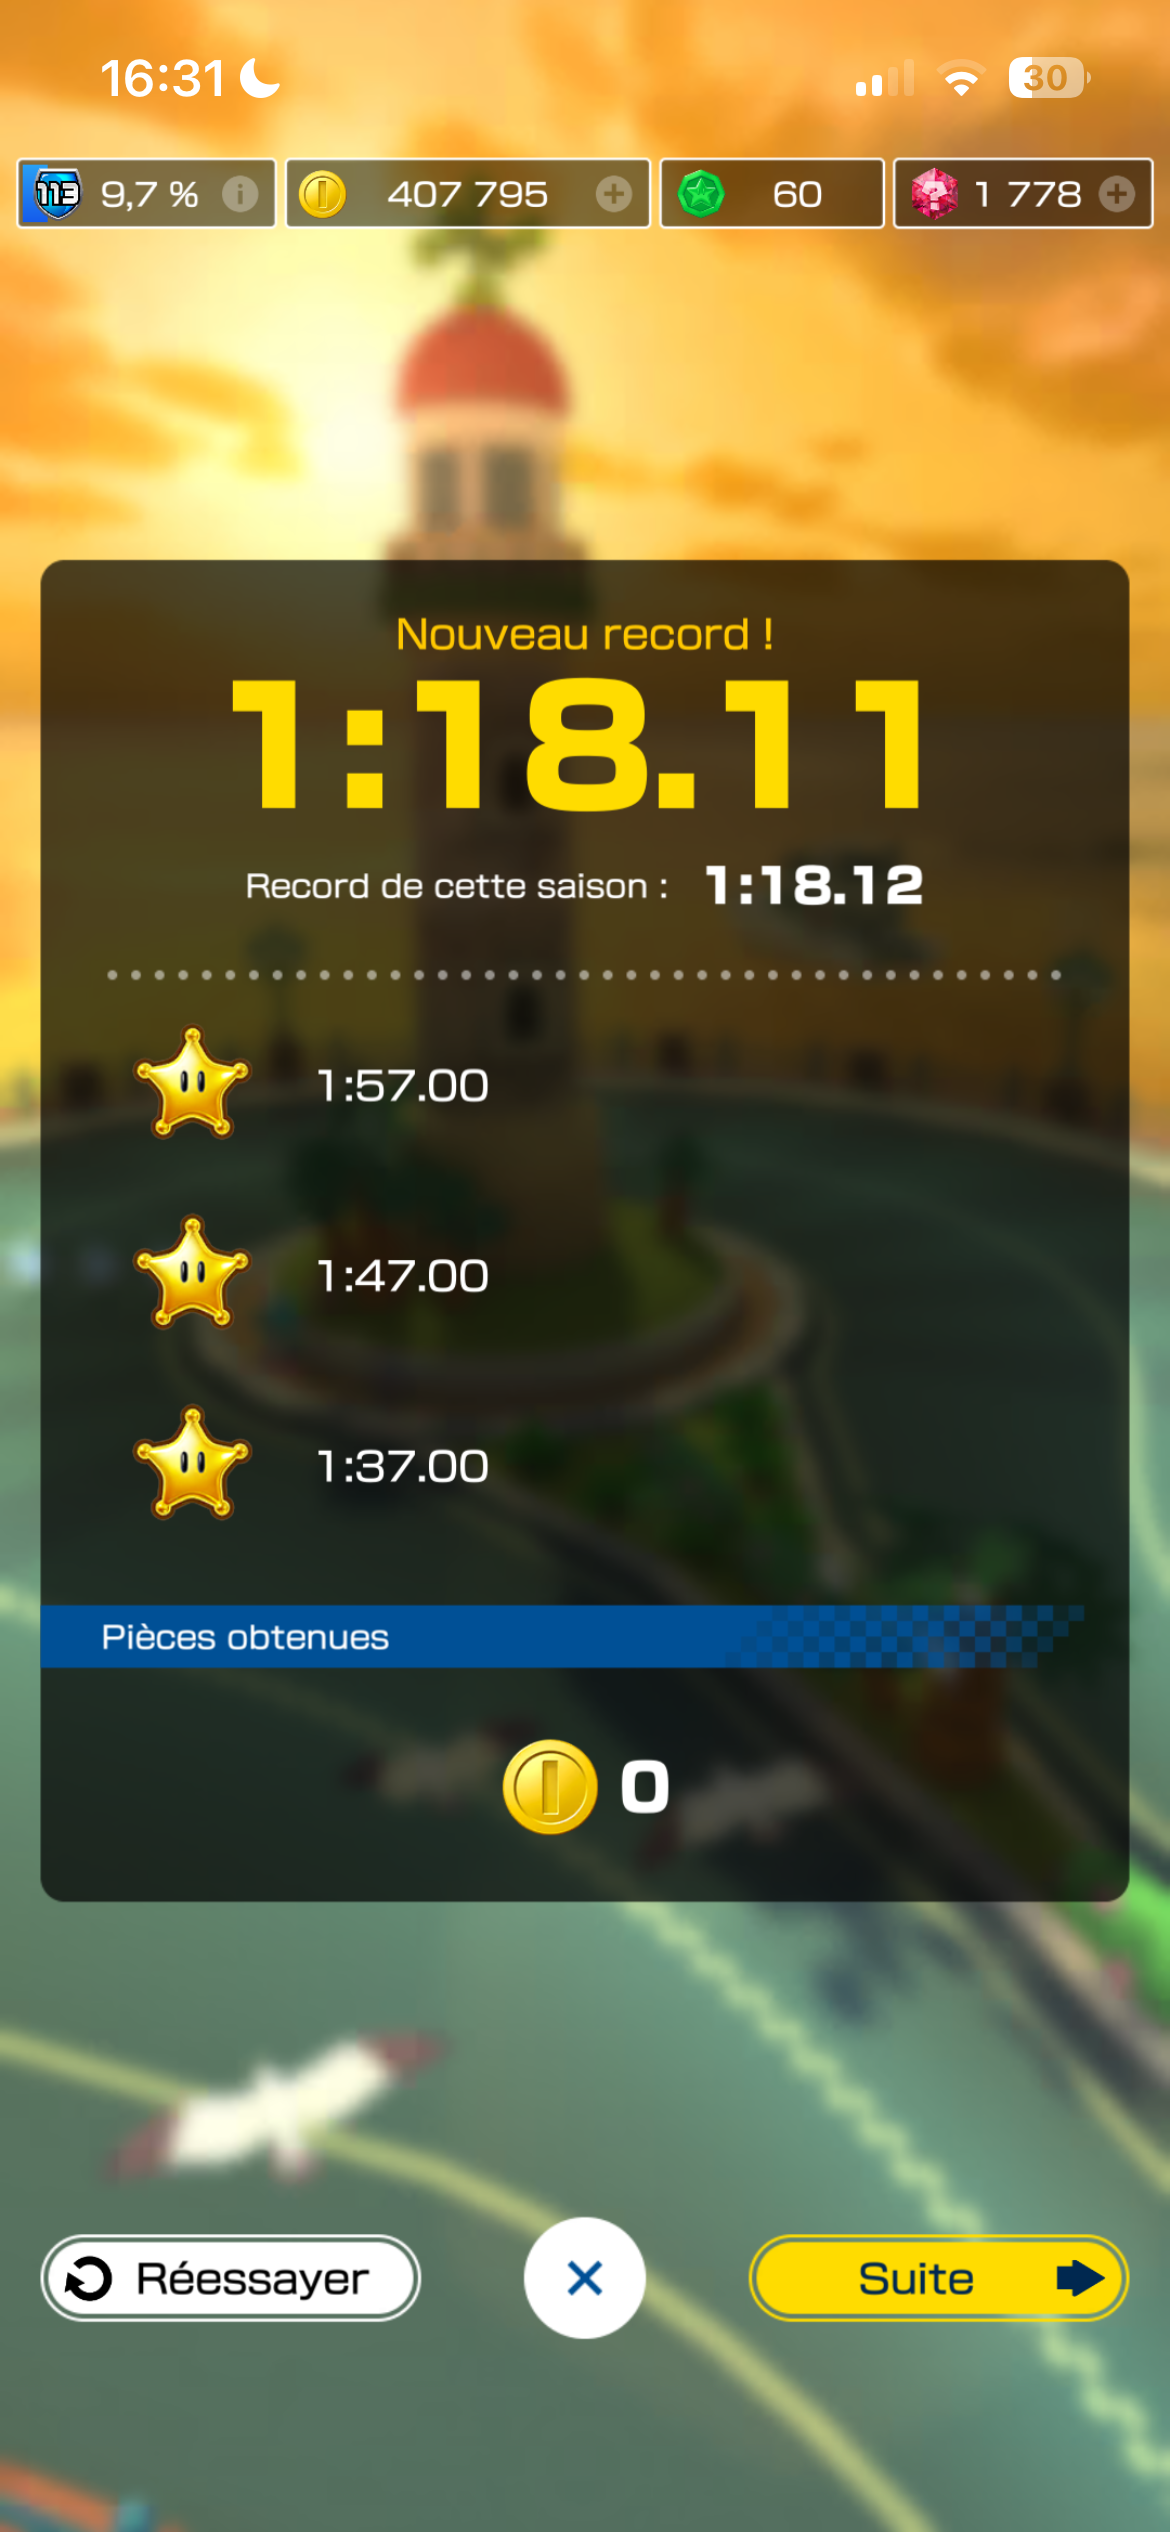 16:31
30
113 9,7 % 407 795 60 1 778
Nouveau record !
1:18.11
Record de cette saison : 1:18.12
1:57.00
1:47.00
1:37.00
Pièces obtenues
0
Réessayer
Suite